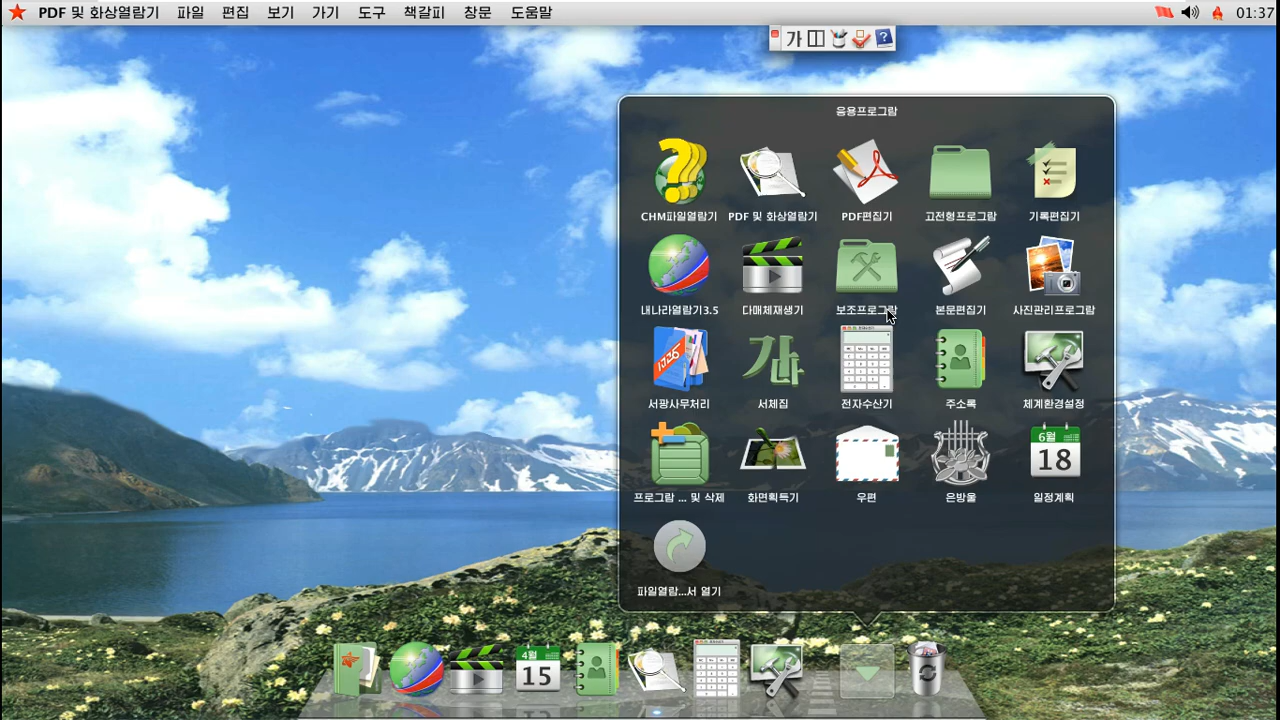 PDF 및 화상열람기 파일 편집 보기 가기 도구 책갈피 창문 도움말 01:37
가
응용프로그람
CHM파일열람기 PDF 및 화상열람기 PDF편집기 고전형프로그람 기록편집기
내나라열람기3.5 다매체재생기 보조프로그람 본문편집기 사진관리프로그람
서광사무처리 서체집 전자수산기 주소록 체계환경설정
6월
18
프로그람 ... 및 삭제 화면획득기 우편 은방울 일정계획
파일열람...서 열기
4월
15